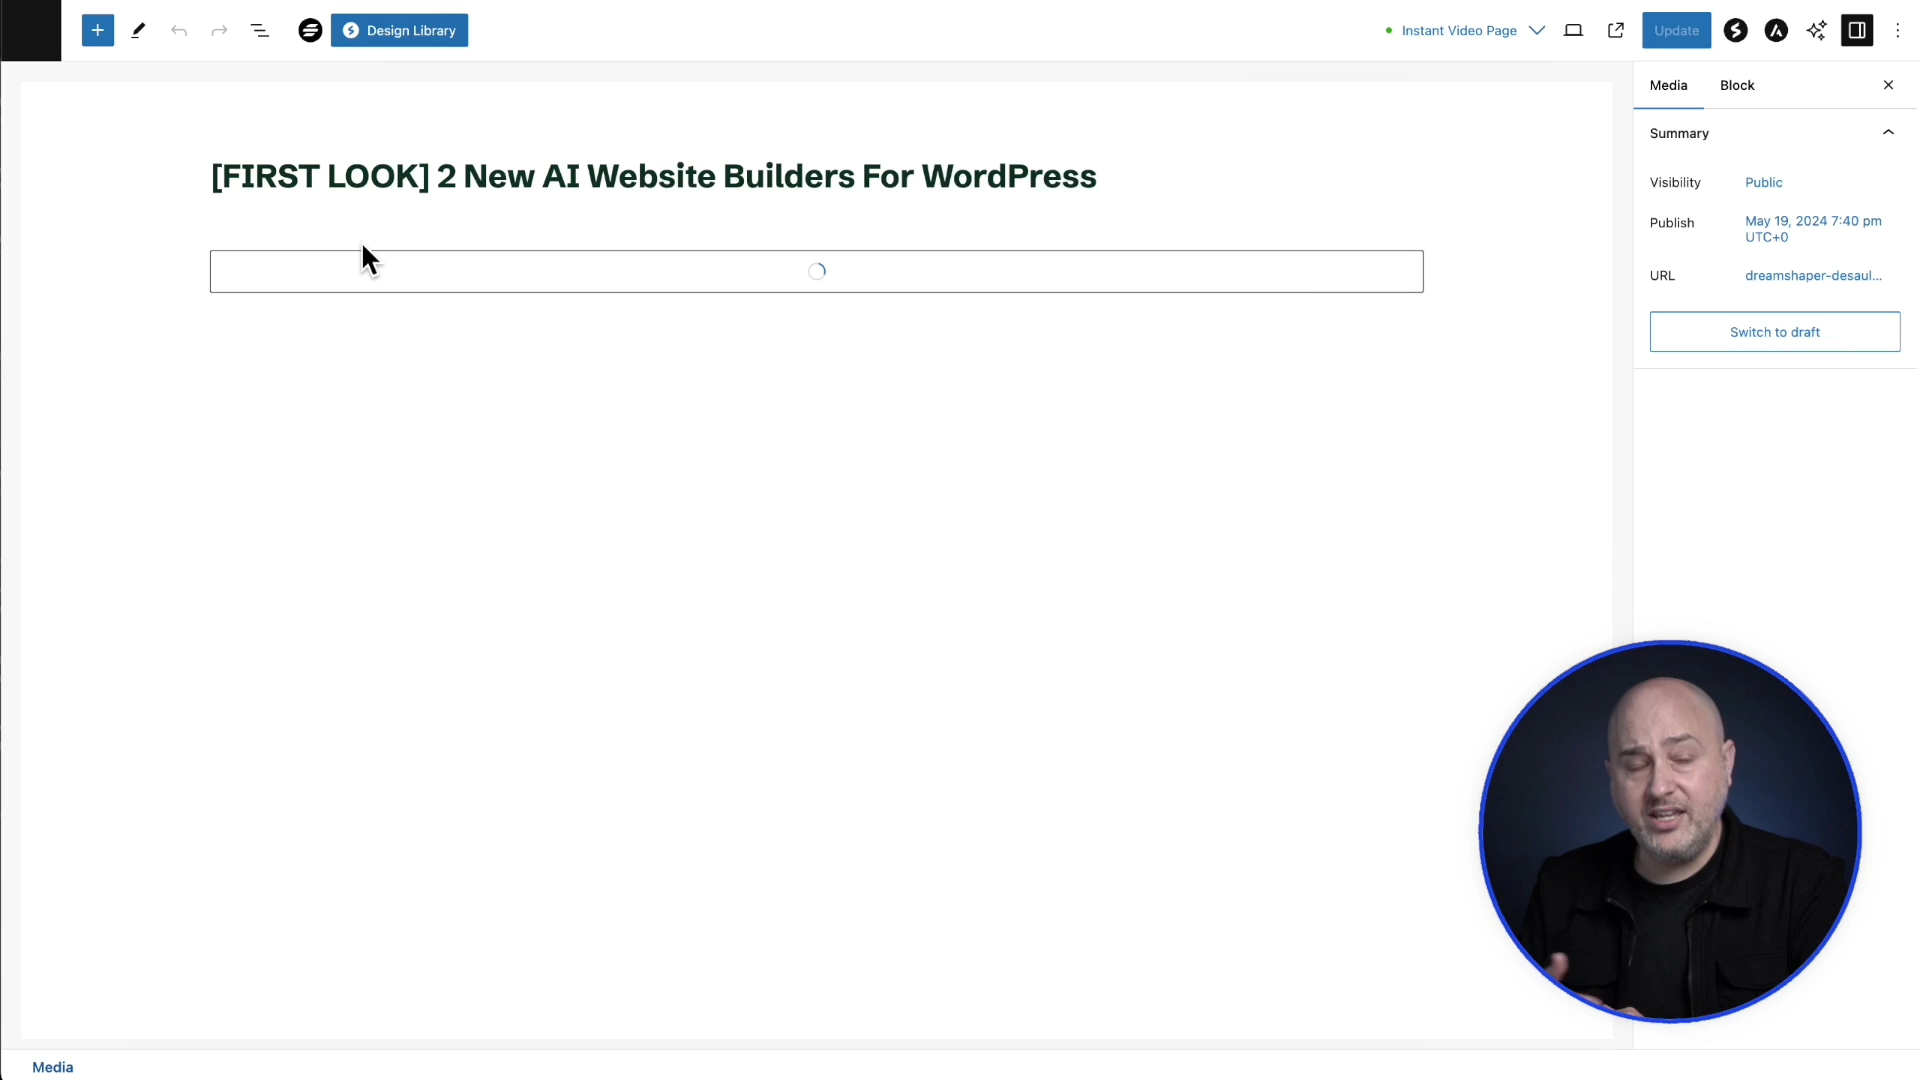 Design Library
Instant Video Page
Update
Media
Block
Summary
[FIRST LOOK] 2 New AI Website Builders For WordPress
Visibility
Public
Publish
May 19, 2024 7:40 pm
UTC+0
URL
dreamshaper-desaul...
Switch to draft
Media